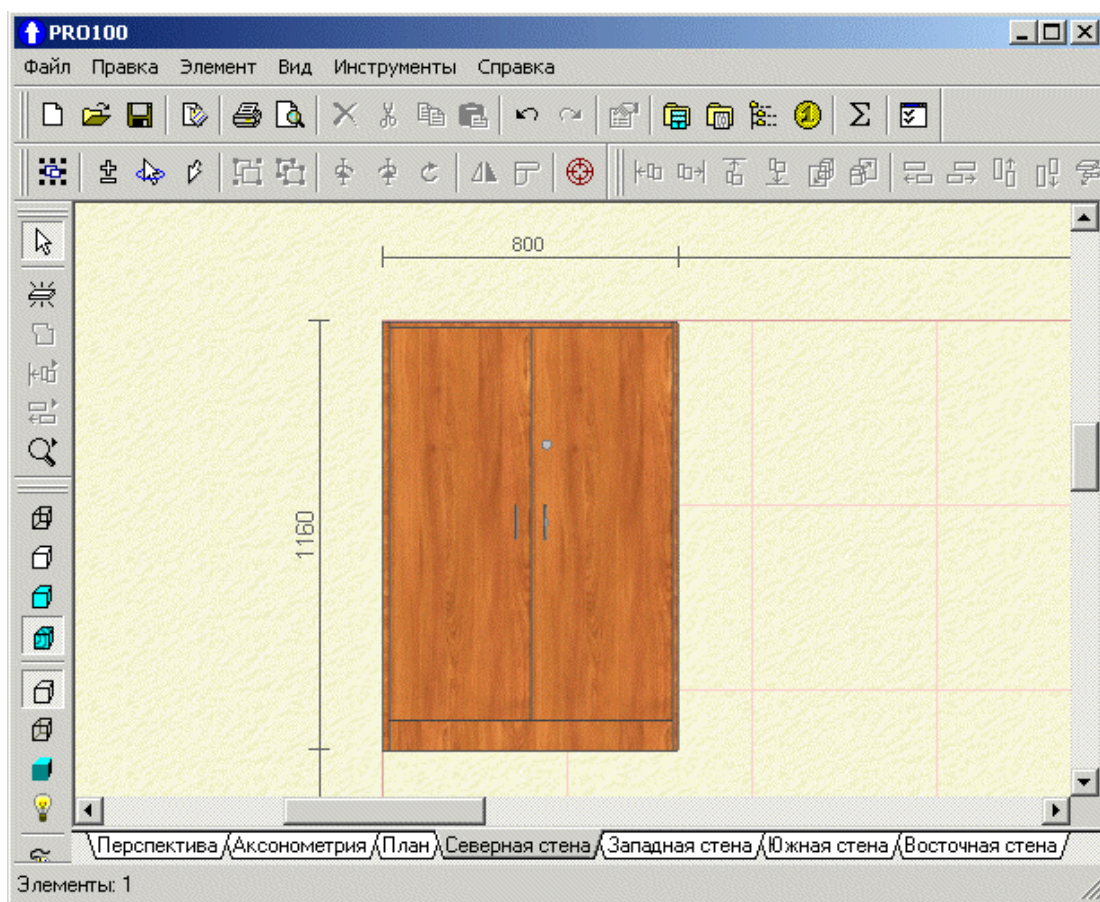 PRO100
Файл Правка Элемент Вид Инструменты Справка
800
1160
Перспектива Аксонометрия План Северная стена Западная стена Южная стена Восточная стена
Элементы: 1